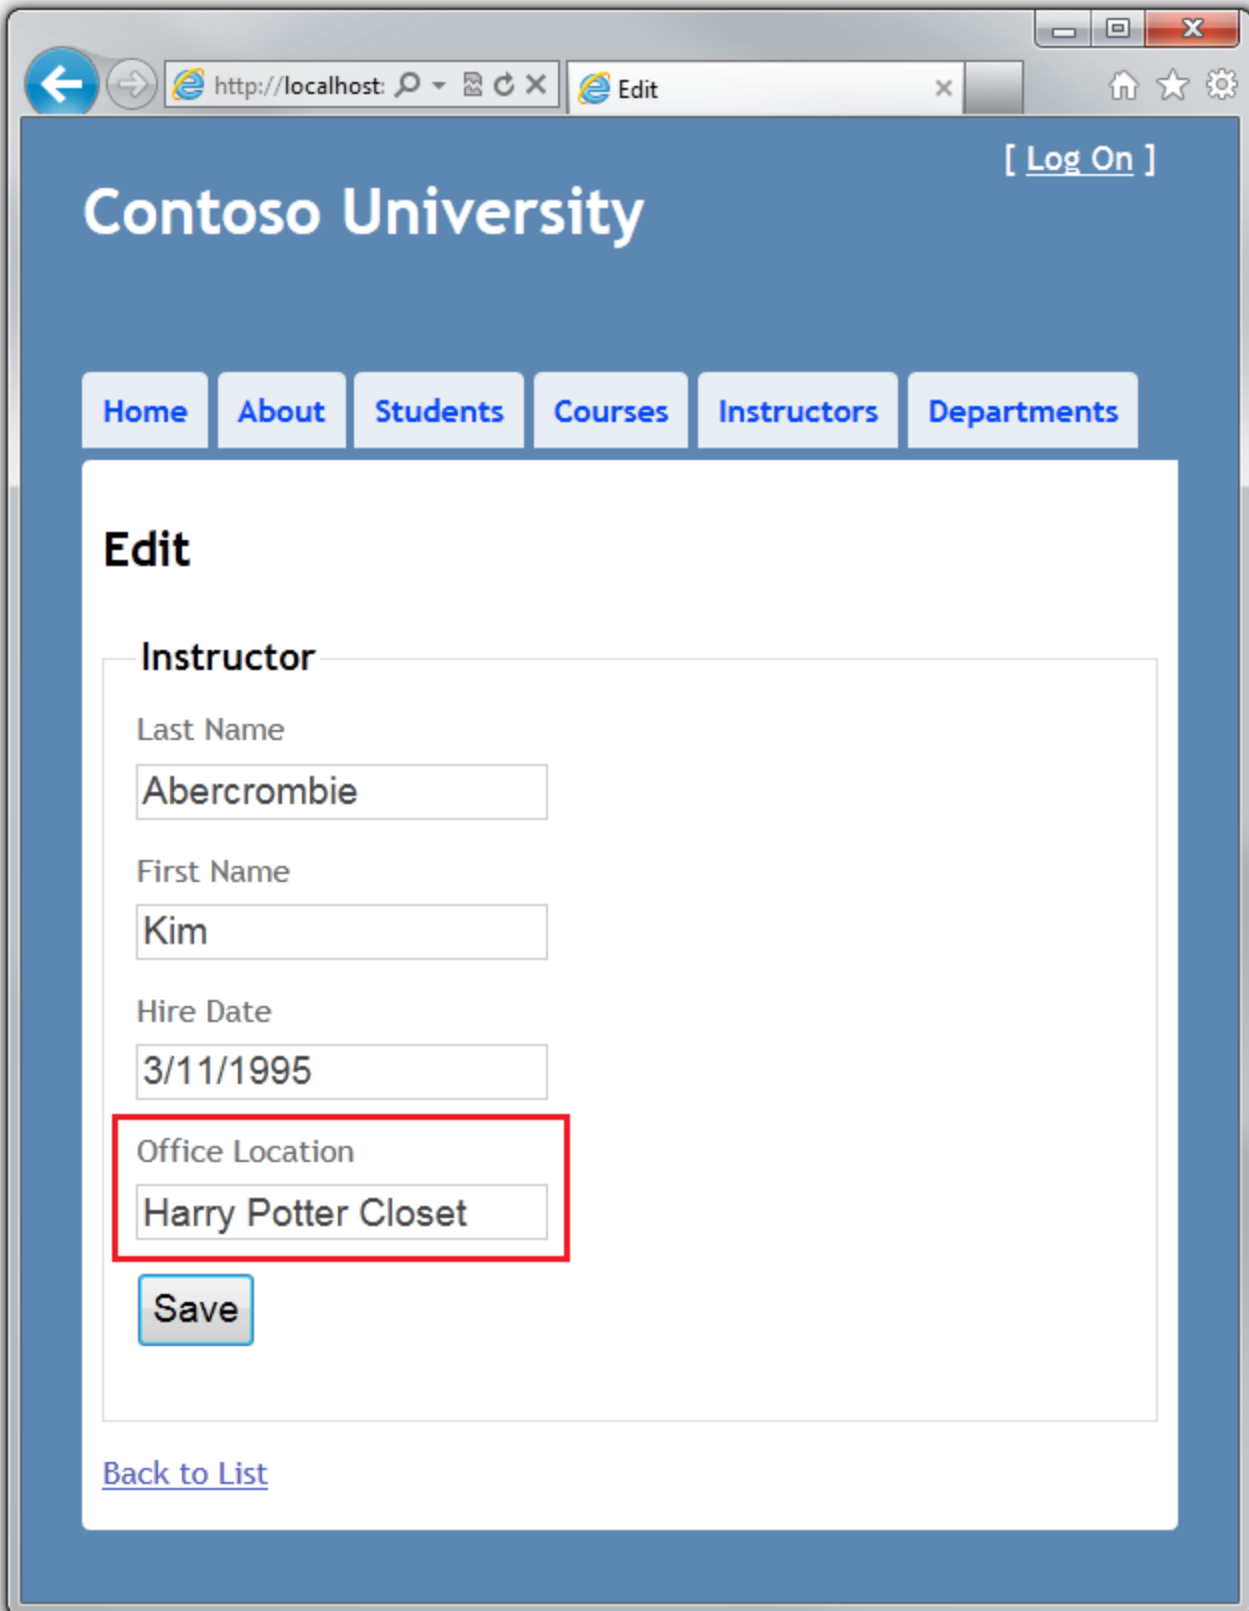 http://localhost:
Edit
[ Log On ]
Contoso University
Home About Students Courses Instructors Departments
Edit
Instructor
Last Name
Abercrombie
First Name
Kim
Hire Date
3/11/1995
Office Location
Harry Potter Closet
Save
Back to List